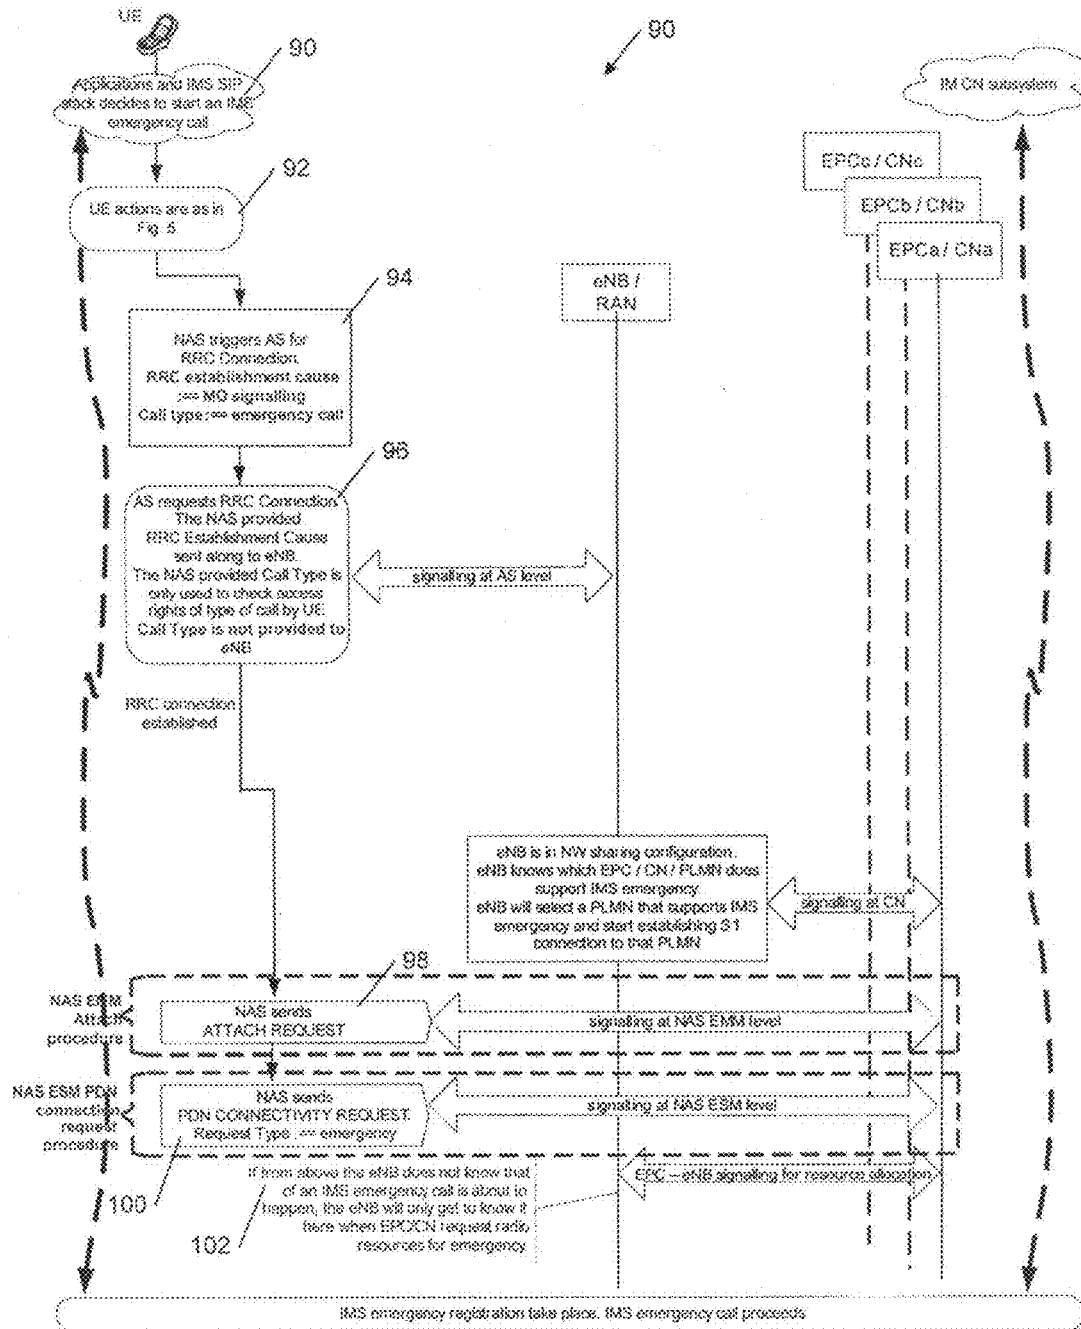 UE
90
90
Applications and IMS SIP
stack decides to start an IMS
emergency call
IM CN subsystem
92
UE actions are as in
Fig. 5
EPCc / CNc
EPCb / CNb
EPCa / CNa
eNB /
RAN
94
NAS triggers AS for
RRC Connection.
RRC establishment cause
:== MO signalling
Call type:== emergency call
96
AS requests RRC Connection.
The NAS provided
RRC Establishment Cause
sent along to eNB.
The NAS provided Call Type is
only used to check access
rights of type of call by UE.
Call Type is not provided to
eNB
signalling at AS level
RRC connection
established
eNB is in NW sharing configuration.
eNB knows which EPC / CN / PLMN does
support IMS emergency.
eNB will select a PLMN that supports IMS
emergency and start establishing S1
connection to that PLMN
signalling at CN
98
NAS EMM
Attach
procedure
NAS sends
ATTACH REQUEST
signalling at NAS EMM level
NAS ESM PDN
connection
request
procedure
NAS sends
PDN CONNECTIVITY REQUEST.
Request Type :== emergency
signalling at NAS ESM level
100
102
If from above the eNB does not know that
of an IMS emergency call is about to
happen, the eNB will only get to know it
here when EPC/CN request radio
resources for emergency.
EPC – eNB signalling for resource allocation
IMS emergency registration take place. IMS emergency call proceeds